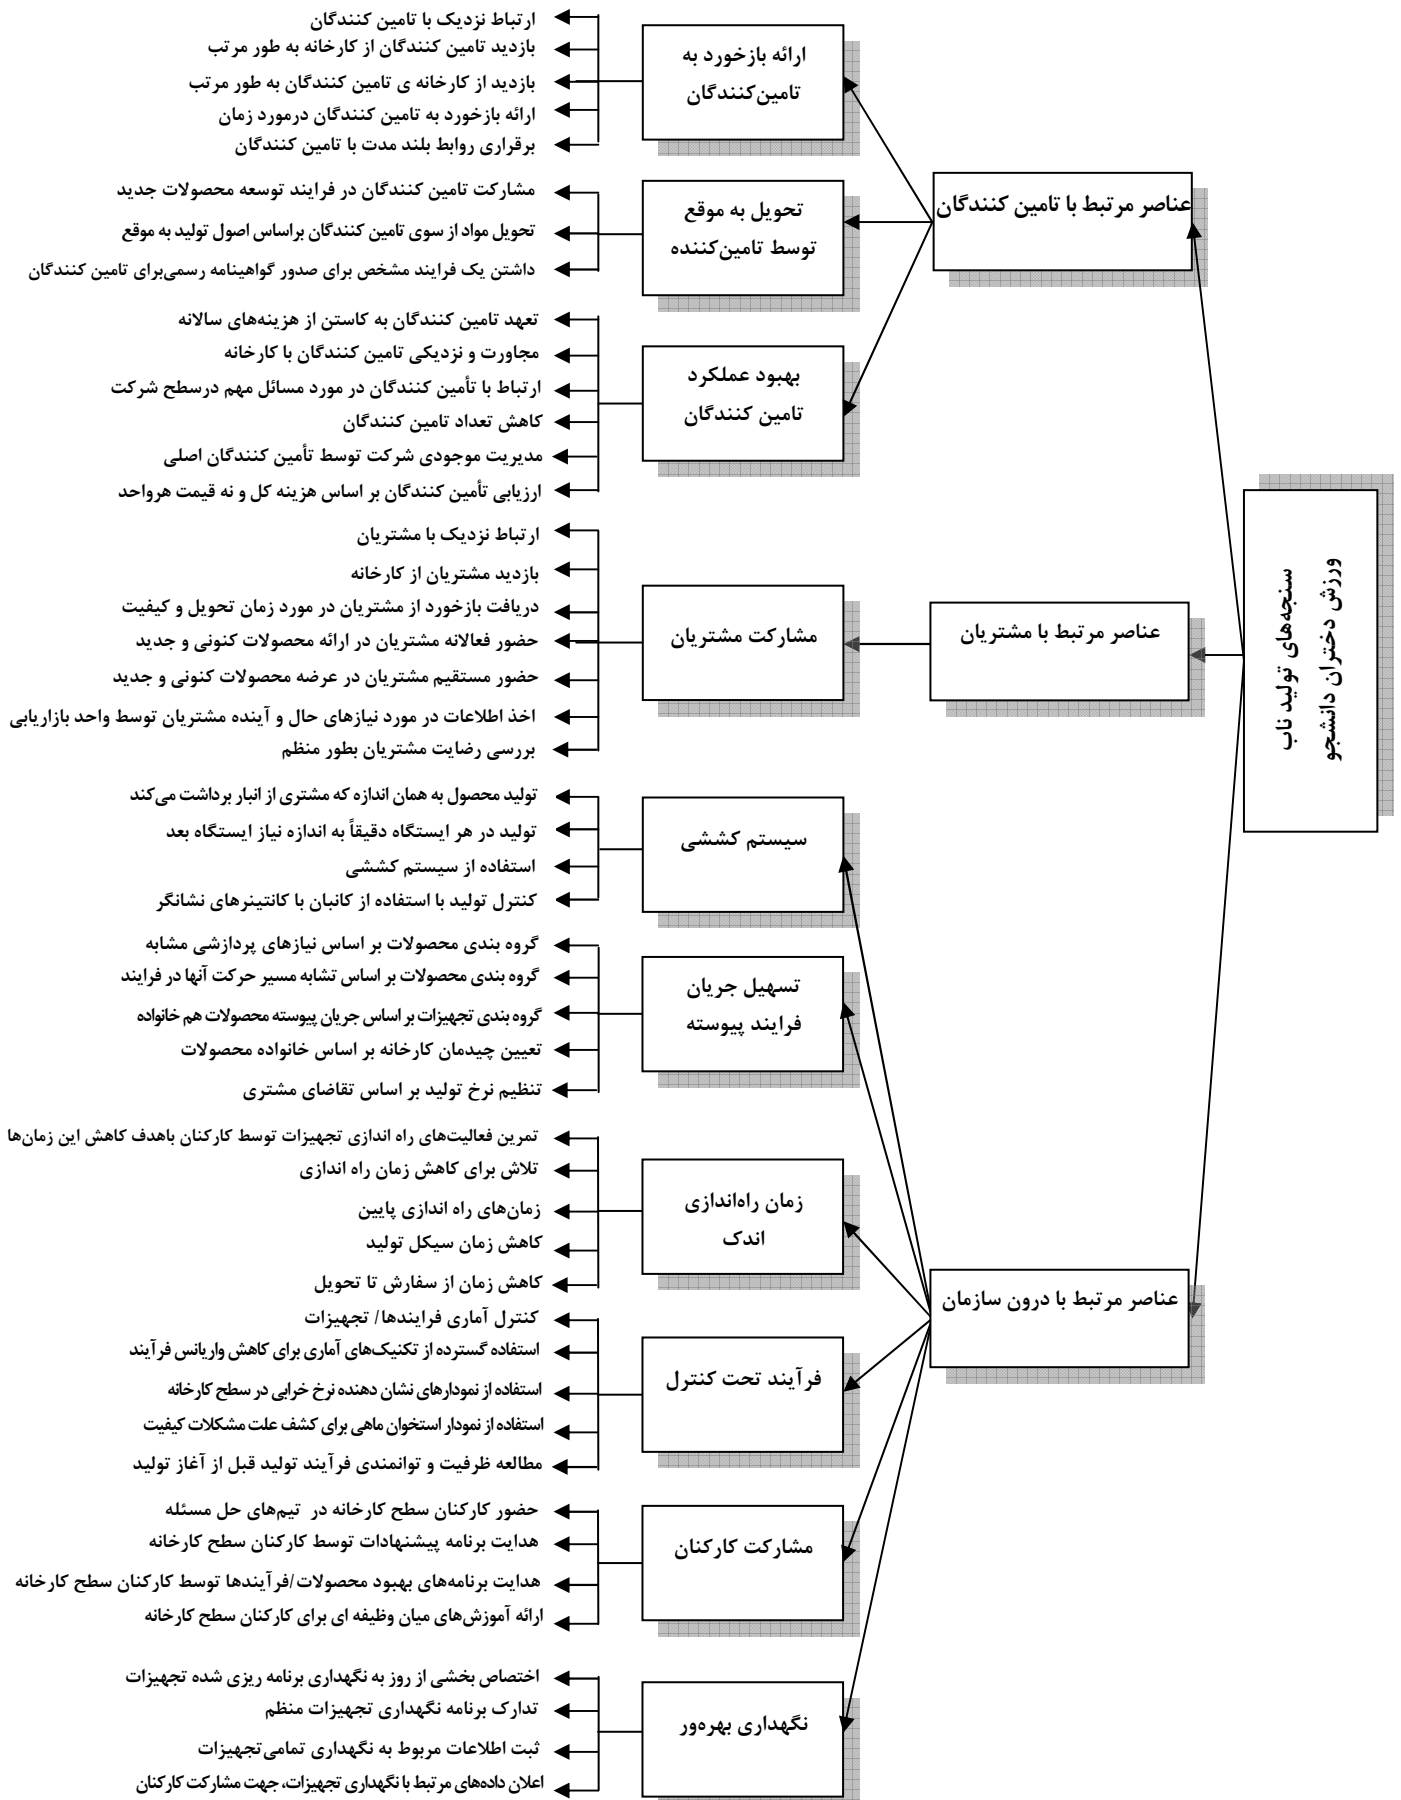 سنجه‌های تولید ناب
ورزش دختران دانشجو
عناصر مرتبط با تامین کنندگان
ارائه بازخورد به
تامین‌کنندگان
ارتباط نزدیک با تامین کنندگان
بازدید تامین کنندگان از کارخانه به طور مرتب
بازدید از کارخانه ی تامین کنندگان به طور مرتب
ارائه بازخورد به تامین کنندگان درمورد زمان
برقراری روابط بلند مدت با تامین کنندگان
تحویل به موقع
توسط تامین‌کننده
مشارکت تامین کنندگان در فرایند توسعه محصولات جدید
تحویل مواد از سوی تامین کنندگان براساس اصول تولید به موقع
داشتن یک فرایند مشخص برای صدور گواهینامه رسمی‌برای تامین کنندگان
بهبود عملکرد
تامین کنندگان
تعهد تامین کنندگان به کاستن از هزینه‌های سالانه
مجاورت و نزدیکی تامین کنندگان با کارخانه
ارتباط با تأمین کنندگان در مورد مسائل مهم درسطح شرکت
کاهش تعداد تامین کنندگان
مدیریت موجودی شرکت توسط تأمین کنندگان اصلی
ارزیابی تأمین کنندگان بر اساس هزینه کل و نه قیمت هرواحد
عناصر مرتبط با مشتریان
مشارکت مشتریان
ارتباط نزدیک با مشتریان
بازدید مشتریان از کارخانه
دریافت بازخورد از مشتریان در مورد زمان تحویل و کیفیت
حضور فعالانه مشتریان در ارائه محصولات کنونی و جدید
حضور مستقیم مشتریان در عرضه محصولات کنونی و جدید
اخذ اطلاعات در مورد نیازهای حال و آینده مشتریان توسط واحد بازاریابی
بررسی رضایت مشتریان بطور منظم
عناصر مرتبط با درون سازمان
سیستم کششی
تولید محصول به همان اندازه که مشتری از انبار برداشت می‌کند
تولید در هر ایستگاه دقیقاً به اندازه نیاز ایستگاه بعد
استفاده از سیستم کششی
کنترل تولید با استفاده از کانبان با کانتینرهای نشانگر
تسهیل جریان
فرایند پیوسته
گروه بندی محصولات بر اساس نیازهای پردازشی مشابه
گروه بندی محصولات بر اساس تشابه مسیر حرکت آنها در فرایند
گروه بندی تجهیزات بر اساس جریان پیوسته محصولات هم خانواده
تعیین چیدمان کارخانه بر اساس خانواده محصولات
تنظیم نرخ تولید بر اساس تقاضای مشتری
زمان راه‌اندازی
اندک
تمرین فعالیت‌های راه اندازی تجهیزات توسط کارکنان باهدف کاهش این زمان‌ها
تلاش برای کاهش زمان راه اندازی
زمان‌های راه اندازی پایین
کاهش زمان سیکل تولید
کاهش زمان از سفارش تا تحویل
فرآیند تحت کنترل
کنترل آماری فرایندها/ تجهیزات
استفاده گسترده از تکنیک‌های آماری برای کاهش واریانس فرآیند
استفاده از نمودارهای نشان دهنده نرخ خرابی در سطح کارخانه
استفاده از نمودار استخوان ماهی برای کشف علت مشکلات کیفیت
مطالعه ظرفیت و توانمندی فرآیند تولید قبل از آغاز تولید
مشارکت کارکنان
حضور کارکنان سطح کارخانه در تیم‌های حل مسئله
هدایت برنامه پیشنهادات توسط کارکنان سطح کارخانه
هدایت برنامه‌های بهبود محصولات/فرآیندها توسط کارکنان سطح کارخانه
ارائه آموزش‌های میان وظیفه ای برای کارکنان سطح کارخانه
نگهداری بهره‌ور
اختصاص بخشی از روز به نگهداری برنامه ریزی شده تجهیزات
تدارک برنامه نگهداری تجهیزات منظم
ثبت اطلاعات مربوط به نگهداری تمامی‌تجهیزات
اعلان داده‌های مرتبط با نگهداری تجهیزات، جهت مشارکت کارکنان